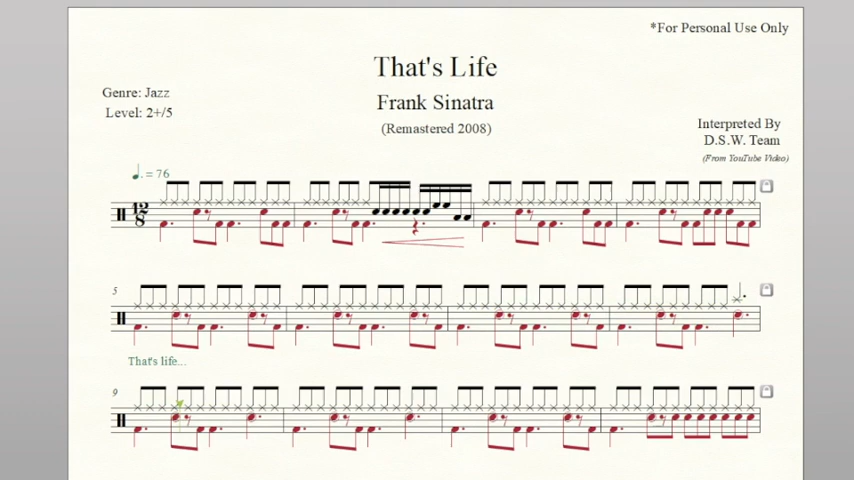 *For Personal Use Only
That's Life
Genre: Jazz
Frank Sinatra
Level: 2+/5
(Remastered 2008)
Interpreted By
D.S.W. Team
(From YouTube Video)
= 76
12
8
5
That's life...
9